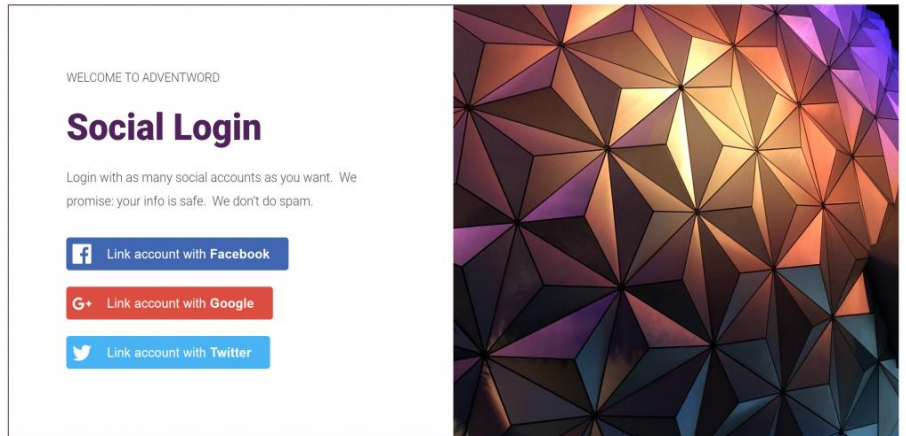 WELCOME TO ADVENTWORD
Social Login
Login with as many social accounts as you want. We
promise: your info is safe. We don't do spam.
Link account with Facebook
G+ Link account with Google
Link account with Twitter